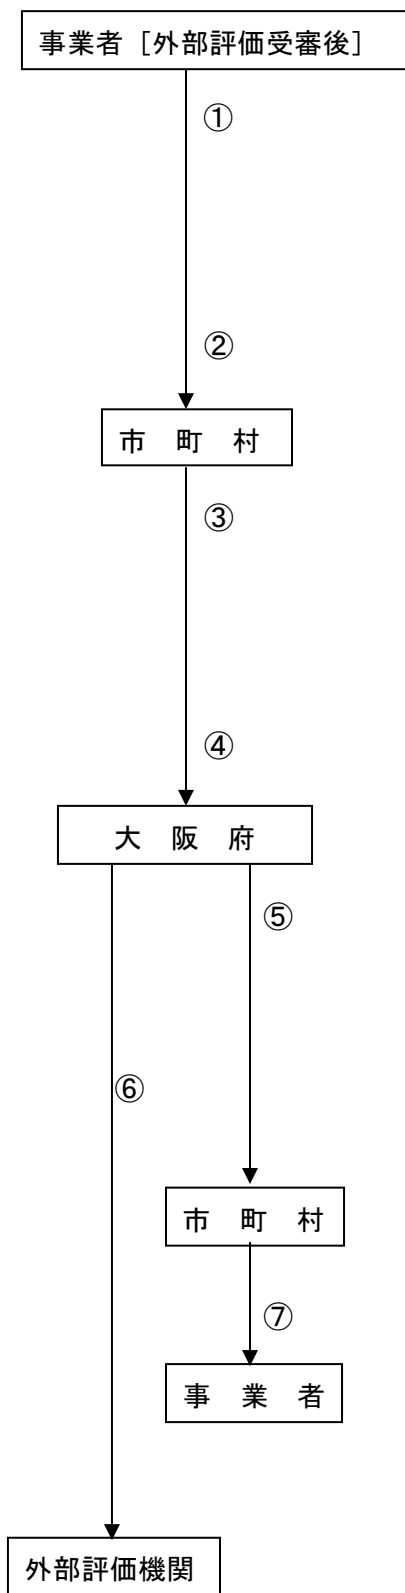 事業者［外部評価受審後］
①
②
市　町　村
③
④
大　阪　府
⑤
⑥
市　町　村
⑦
事　業　者
外部評価機関